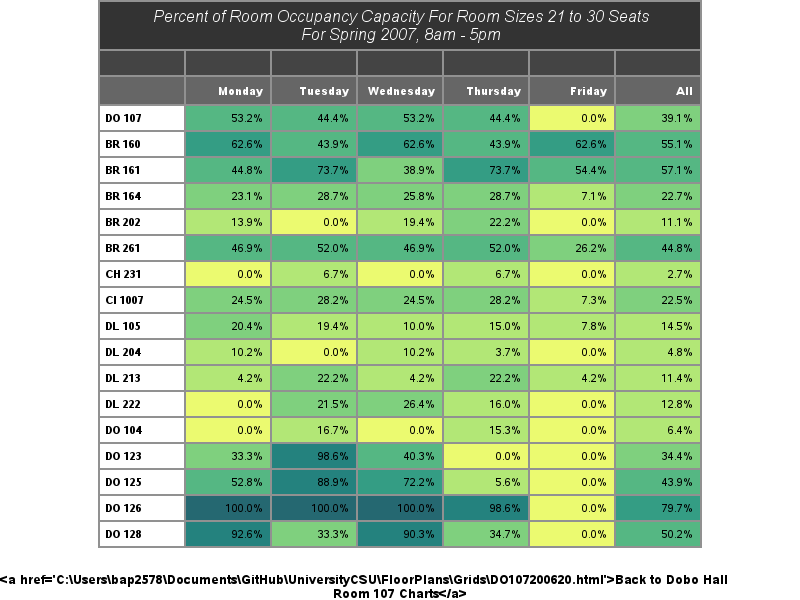 Percent of Room Occupancy Capacity For Room Sizes 21 to 30 Seats
For Spring 2007, 8am - 5pm
Monday Tuesday Wednesday Thursday Friday All
DO 107 53.2% 44.4% 53.2% 44.4% 0.0% 39.1%
BR 160 62.6% 43.9% 62.6% 43.9% 62.6% 55.1%
BR 161 44.8% 73.7% 38.9% 73.7% 54.4% 57.1%
BR 164 23.1% 28.7% 25.8% 28.7% 7.1% 22.7%
BR 202 13.9% 0.0% 19.4% 22.2% 0.0% 11.1%
BR 261 46.9% 52.0% 46.9% 52.0% 26.2% 44.8%
CH 231 0.0% 6.7% 0.0% 6.7% 0.0% 2.7%
CI 1007 24.5% 28.2% 24.5% 28.2% 7.3% 22.5%
DL 105 20.4% 19.4% 10.0% 15.0% 7.8% 14.5%
DL 204 10.2% 0.0% 10.2% 3.7% 0.0% 4.8%
DL 213 4.2% 22.2% 4.2% 22.2% 4.2% 11.4%
DL 222 0.0% 21.5% 26.4% 16.0% 0.0% 12.8%
DO 104 0.0% 16.7% 0.0% 15.3% 0.0% 6.4%
DO 123 33.3% 98.6% 40.3% 0.0% 0.0% 34.4%
DO 125 52.8% 88.9% 72.2% 5.6% 0.0% 43.9%
DO 126 100.0% 100.0% 100.0% 98.6% 0.0% 79.7%
DO 128 92.6% 33.3% 90.3% 34.7% 0.0% 50.2%
<a href='C:\Users\bap2578\Documents\GitHub\UniversityCSU\FloorPlans\Grids\DO107200620.html'>Back to Dobo Hall
Room 107 Charts</a>